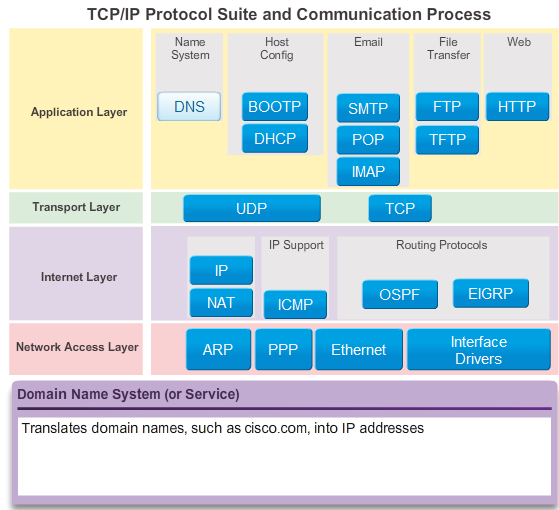 TCP/IP Protocol Suite and Communication Process
Name
System
Host
Config
Email
File
Transfer
Web
Application Layer
DNS
BOOTP
DHCP
SMTP
POP
IMAP
FTP
TFTP
HTTP
Transport Layer
UDP
TCP
Internet Layer
IP
NAT
IP Support
ICMP
Routing Protocols
OSPF
EIGRP
Network Access Layer
ARP
PPP
Ethernet
Interface
Drivers
Domain Name System (or Service)
Translates domain names, such as cisco.com, into IP addresses